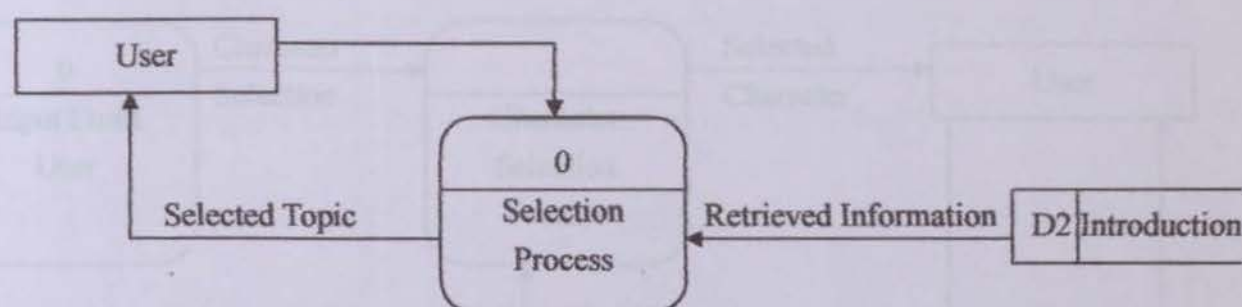 User
0
Selection
Process
Selected Topic
Retrieved Information
D2 Introduction